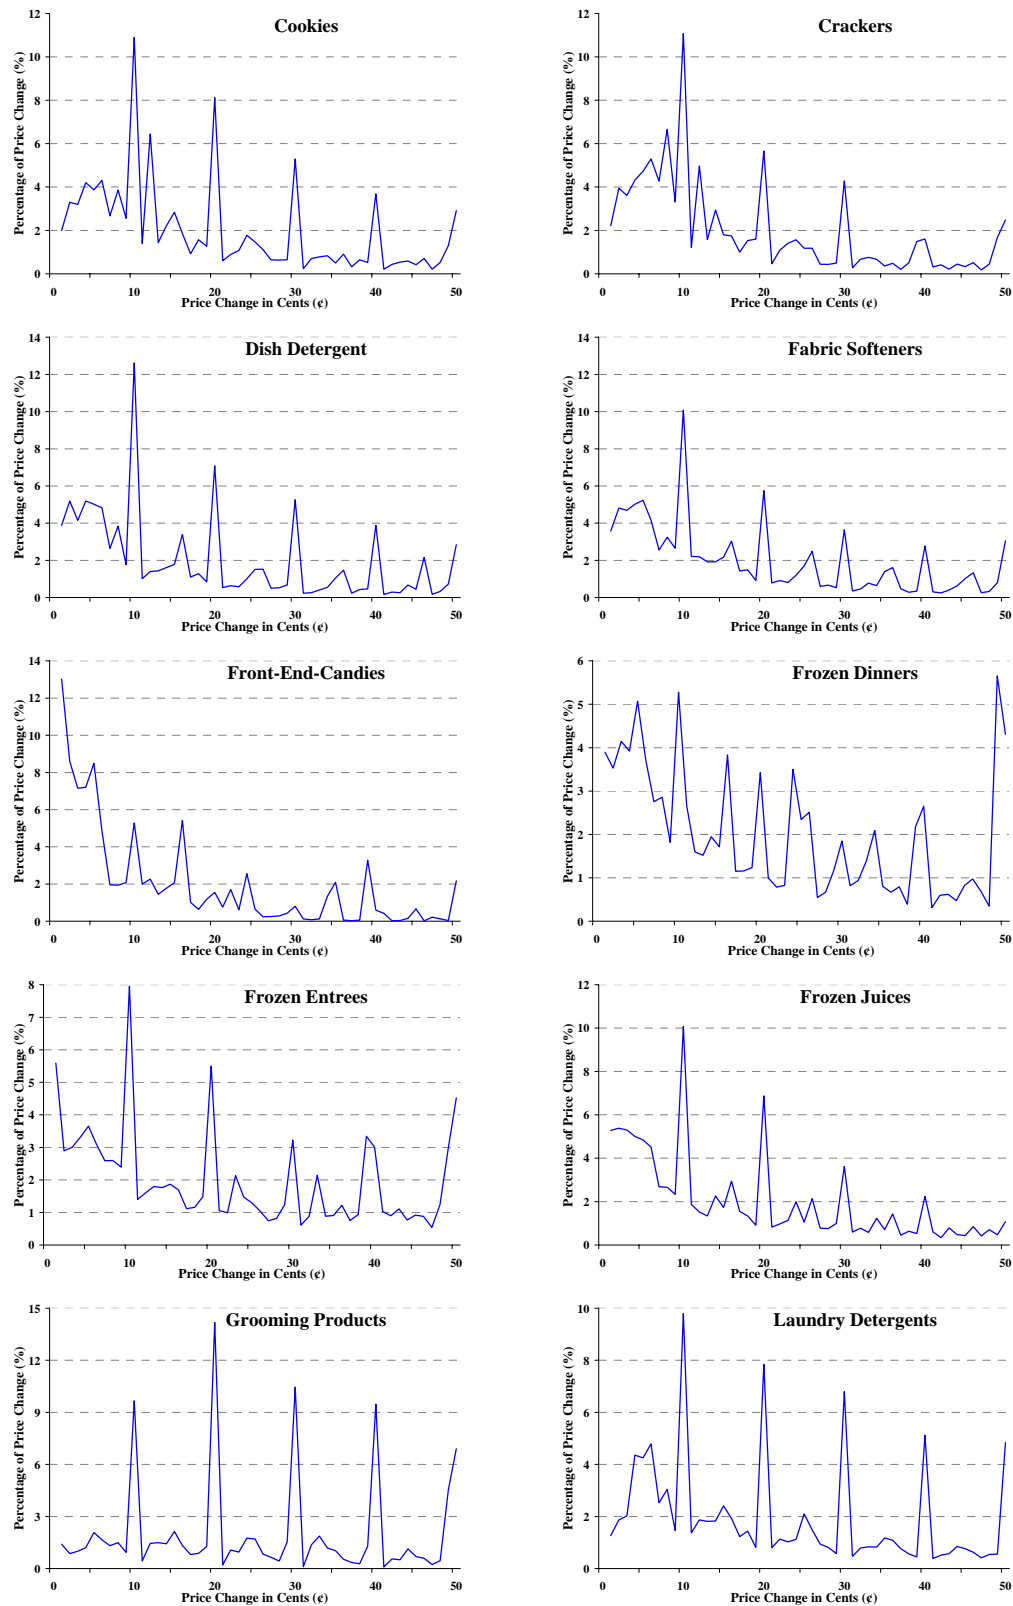 Cookies
Percentage of Price Change (%)
12
10
8
6
4
2
0
0 10 20 30 40 50
Price Change in Cents (¢)
Crackers
Percentage of Price Change (%)
12
10
8
6
4
2
0
0 10 20 30 40 50
Price Change in Cents (¢)
Dish Detergent
Percentage of Price Change (%)
14
12
10
8
6
4
2
0
0 10 20 30 40 50
Price Change in Cents (¢)
Fabric Softeners
Percentage of Price Change (%)
14
12
10
8
6
4
2
0
0 10 20 30 40 50
Price Change in Cents (¢)
Front-End-Candies
Percentage of Price Change (%)
14
12
10
8
6
4
2
0
0 10 20 30 40 50
Price Change in Cents (¢)
Frozen Dinners
Percentage of Price Change (%)
6
5
4
3
2
1
0
0 10 20 30 40 50
Price Change in Cents (¢)
Frozen Entrees
Percentage of Price Change (%)
8
7
6
5
4
3
2
1
0
0 10 20 30 40 50
Price Change in Cents (¢)
Frozen Juices
Percentage of Price Change (%)
12
10
8
6
4
2
0
0 10 20 30 40 50
Price Change in Cents (¢)
Grooming Products
Percentage of Price Change (%)
15
12
9
6
3
0
0 10 20 30 40 50
Price Change in Cents (¢)
Laundry Detergents
Percentage of Price Change (%)
10
8
6
4
2
0
0 10 20 30 40 50
Price Change in Cents (¢)